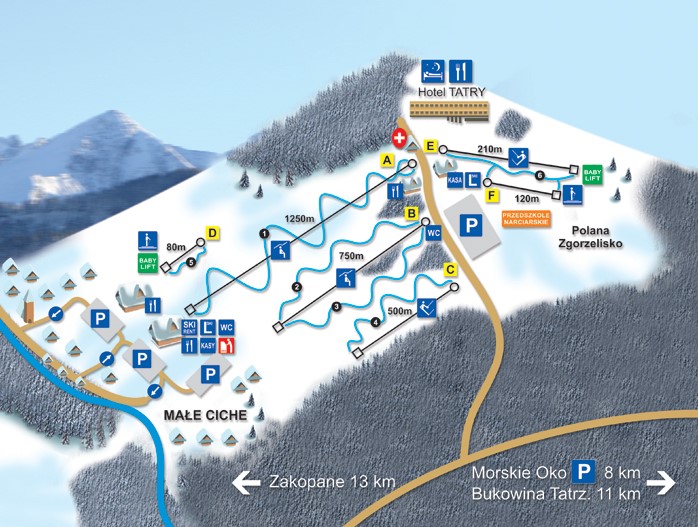 Hotel TATRY
E
210m
A
KASA
L
6
BABY
LIFT
F
120m
1
1250m
B
P
PRZEDSZKOLE
NARCIARSKIE
D
WC
Polana
Zgorzelisko
80m
BABY
LIFT
5
750m
C
2
3
500m
4
P
SKI
RENT
L
WC
KASY
P
P
MAŁE CICHE
Zakopane 13 km
Morskie Oko P 8 km
Bukowina Tatrz. 11 km